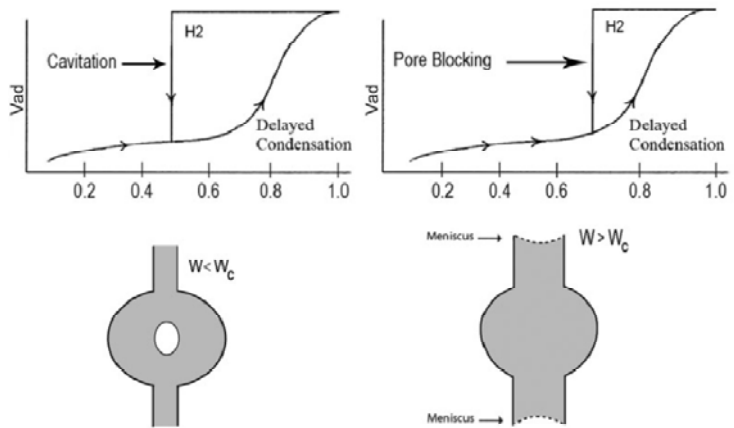 H2
Cavitation
Vad
Delayed
Condensation
0.2 0.4 0.6 0.8 1.0
H2
Pore Blocking
Vad
Delayed
Condensation
0.2 0.4 0.6 0.8 1.0
W<Wc
Meniscus
W>Wc
Meniscus